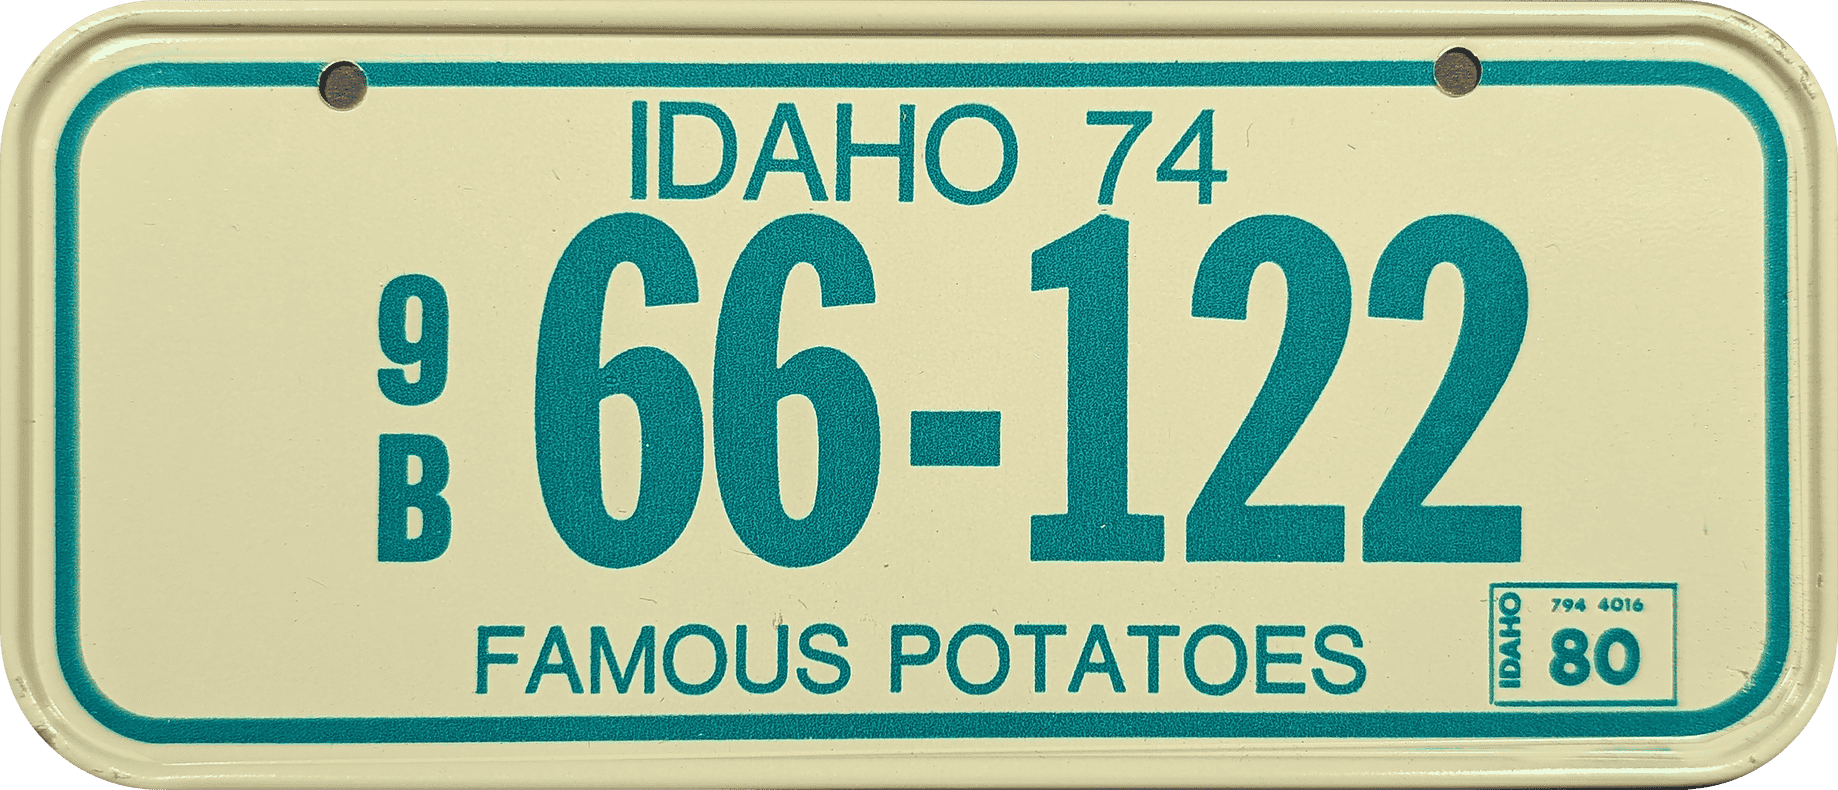 IDAHO 74
9
B
66-122
FAMOUS POTATOES
IDAHO
794 4016
80